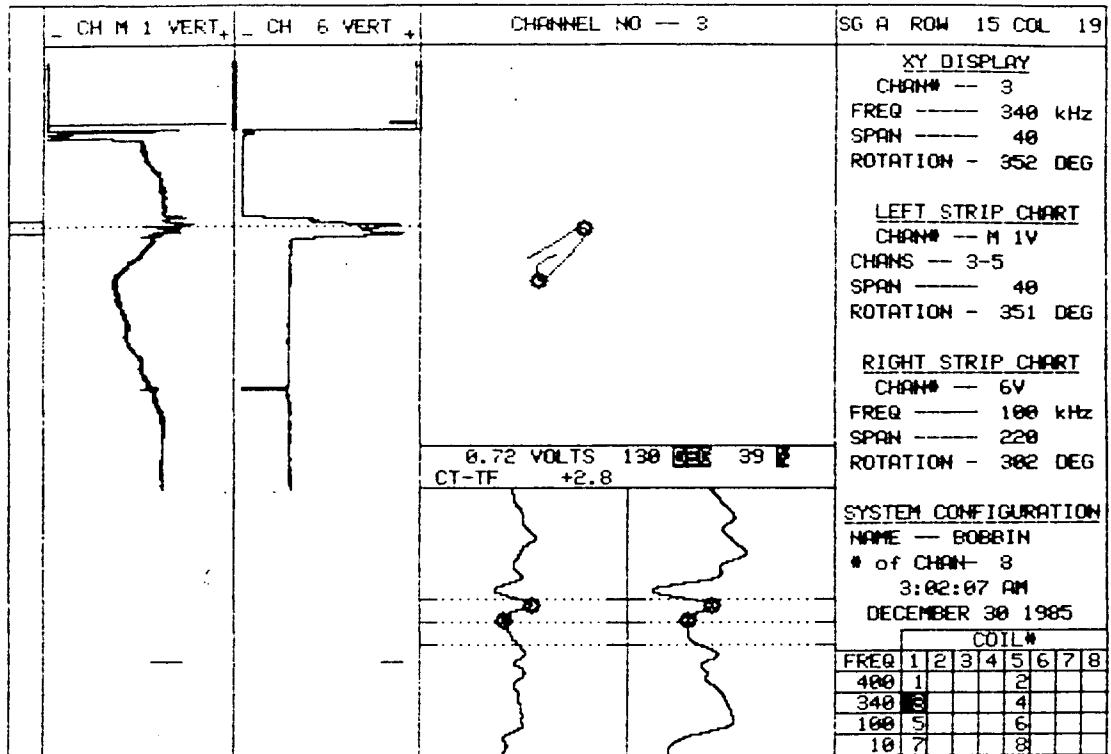 _ CH M 1 VERT +
_ CH 6 VERT +
CHANNEL NO -- 3
SG A ROW 15 COL 19
XY DISPLAY
CHAN# -- 3
FREQ ----- 340 kHz
SPAN ----- 40
ROTATION - 352 DEG
LEFT STRIP CHART
CHAN# -- M 1V
CHANS -- 3-5
SPAN ----- 40
ROTATION - 351 DEG
RIGHT STRIP CHART
CHAN# -- 6V
FREQ ----- 100 kHz
SPAN ----- 220
ROTATION - 302 DEG
0.72 VOLTS 130 39
CT-TF +2.8
SYSTEM CONFIGURATION
NAME -- BOBBIN
# of CHAN- 8
3:02:07 AM
DECEMBER 30 1985
COIL#
FREQ 1 2 3 4 5 6 7 8
400 1 2
340 3 4
100 5 6
10 7 8